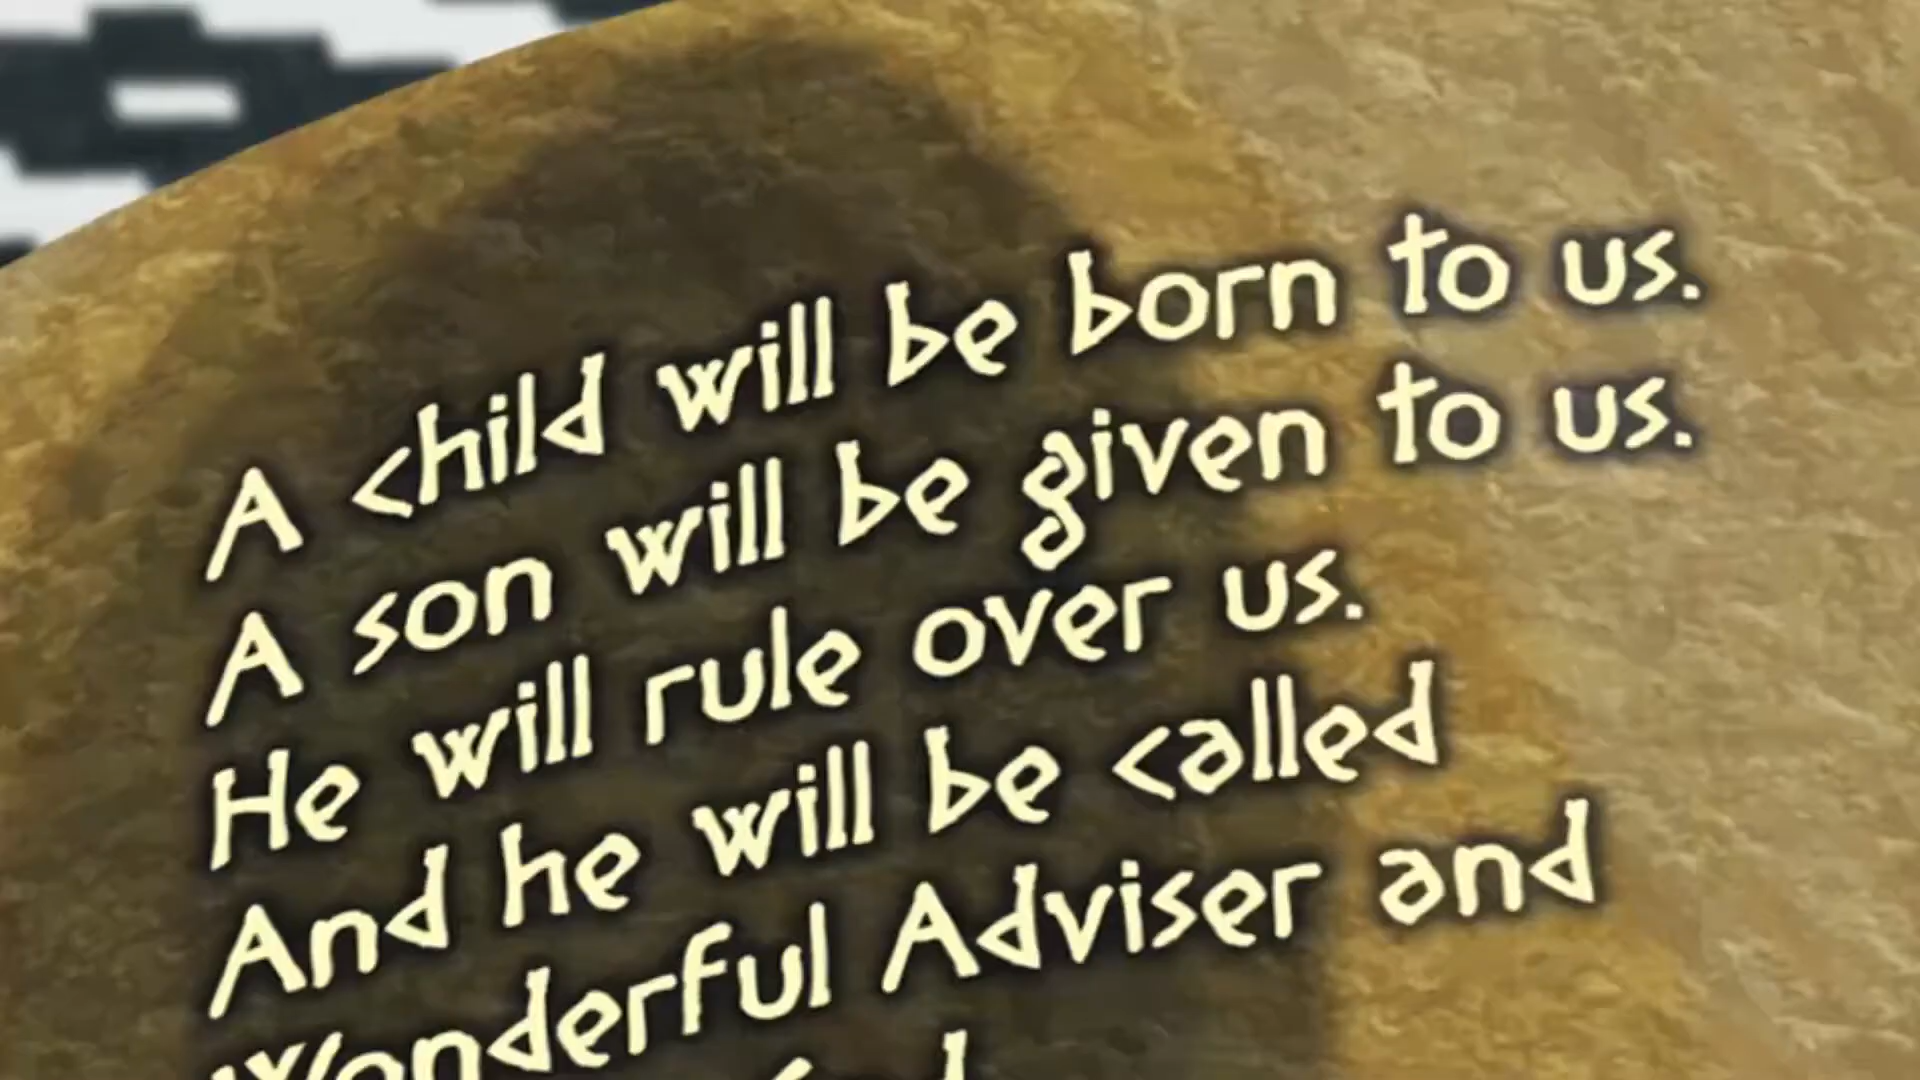 A child will be born to us.
A son will be given to us.
He will rule over us.
And he will be called
Wonderful Adviser and